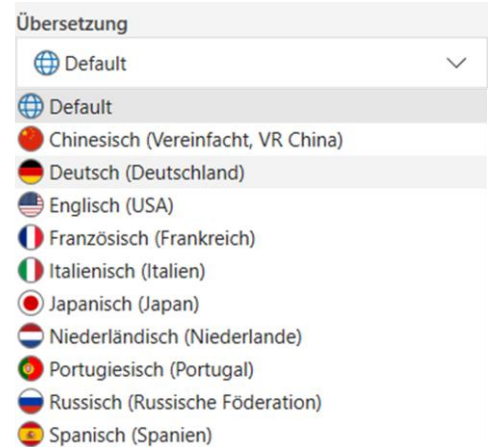 Übersetzung
Default
Default
Chinesisch (Vereinfacht, VR China)
Deutsch (Deutschland)
Englisch (USA)
Französisch (Frankreich)
Italienisch (Italien)
Japanisch (Japan)
Niederländisch (Niederlande)
Portugiesisch (Portugal)
Russisch (Russische Föderation)
Spanisch (Spanien)